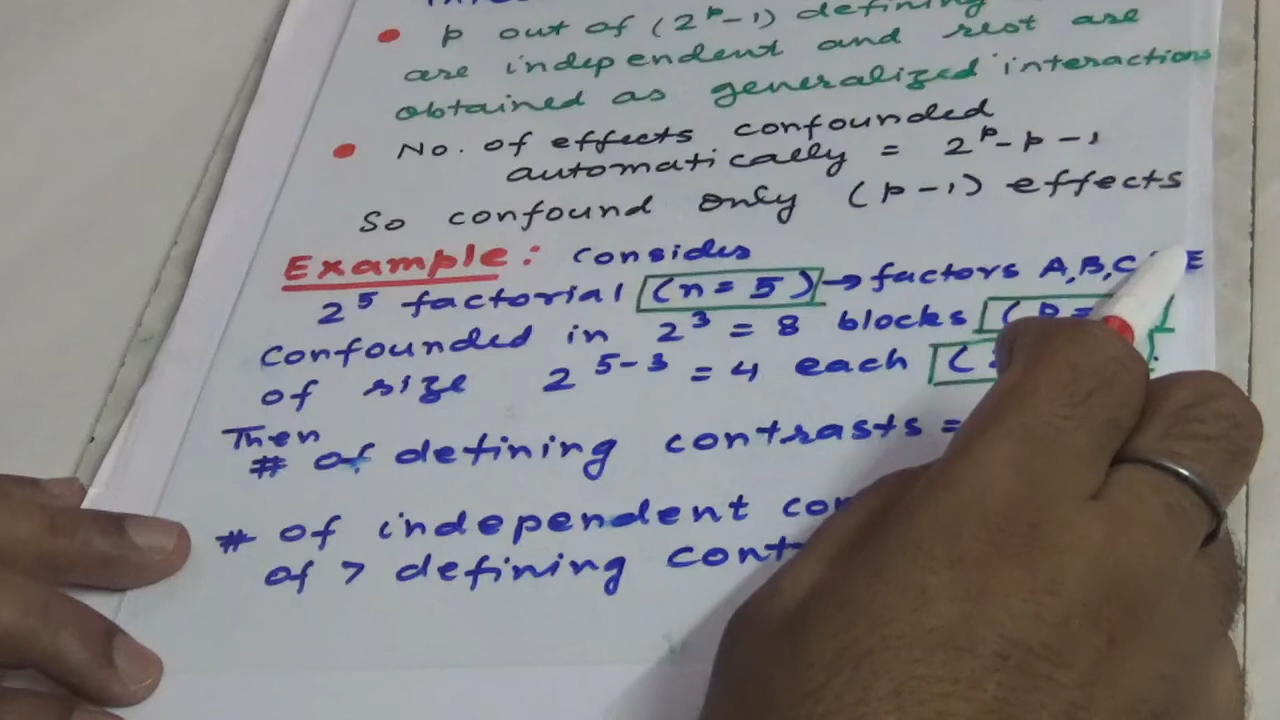 p out of (2^p-1) defining
are independent and rest are
obtained as generalized interactions
No. of effects confounded
automatically = 2^p-p-1
So confound only (p-1) effects
Example: consider
2^5 factorial (n=5) → factors A,B,C E
confounded in 2^3 = 8 blocks (p=
of size 2^5-3 = 4 each (
Then
# of defining contrasts =
# of independent
of 7 defining